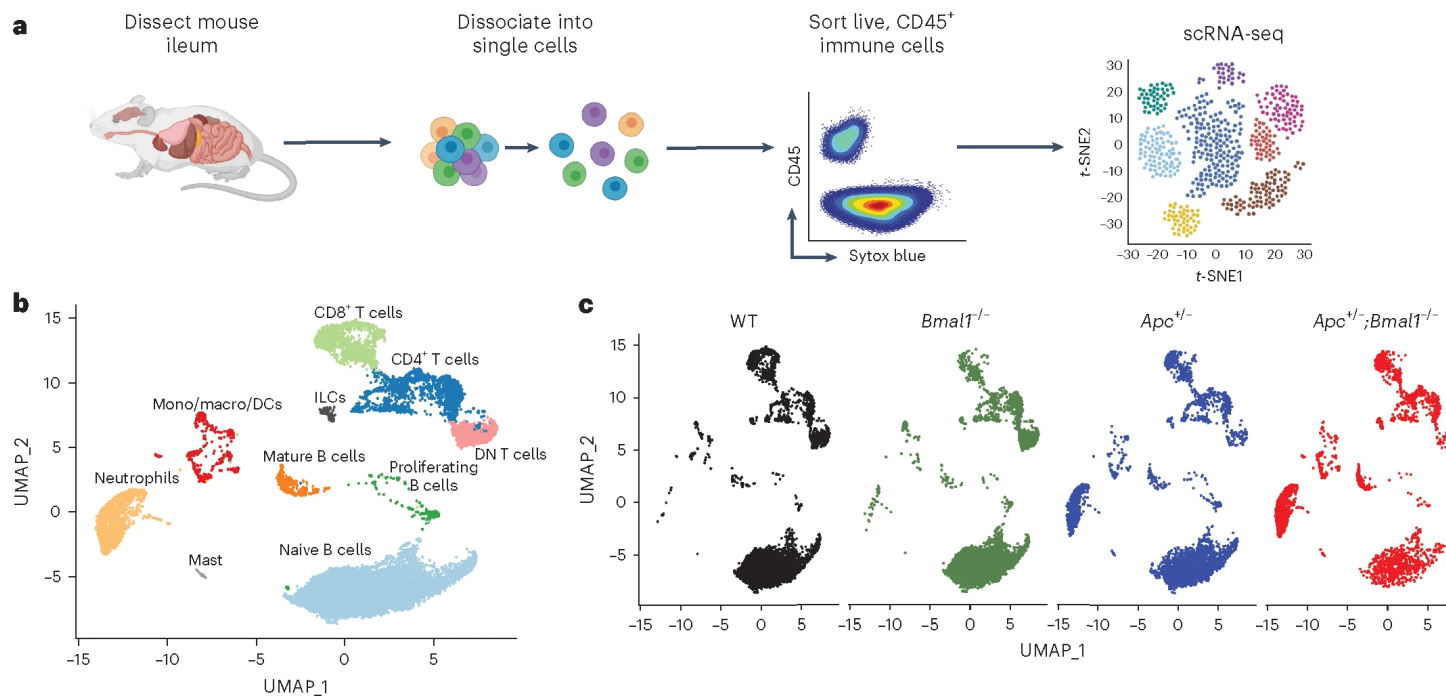 a
Dissect mouse
ileum
Dissociate into
single cells
Sort live, CD45⁺
immune cells
scRNA-seq
CD45
Sytox blue
t-SNE2
30
20
10
0
–10
–20
–30
–30 –20 –10 0 10 20 30
t-SNE1
b
UMAP_2
15
10
5
0
–5
CD8⁺ T cells
CD4⁺ T cells
ILCs
Mono/macro/DCs
DN T cells
Mature B cells
Proliferating
B cells
Neutrophils
Naive B cells
Mast
–15 –10 –5 0 5
UMAP_1
c
WT
Bmal1⁻/⁻
Apc⁺/⁻
Apc⁺/⁻;Bmal1⁻/⁻
UMAP_2
15
10
5
0
–5
–15 –10 –5 0 5
–15 –10 –5 0 5
–15 –10 –5 0 5
–15 –10 –5 0 5
UMAP_1